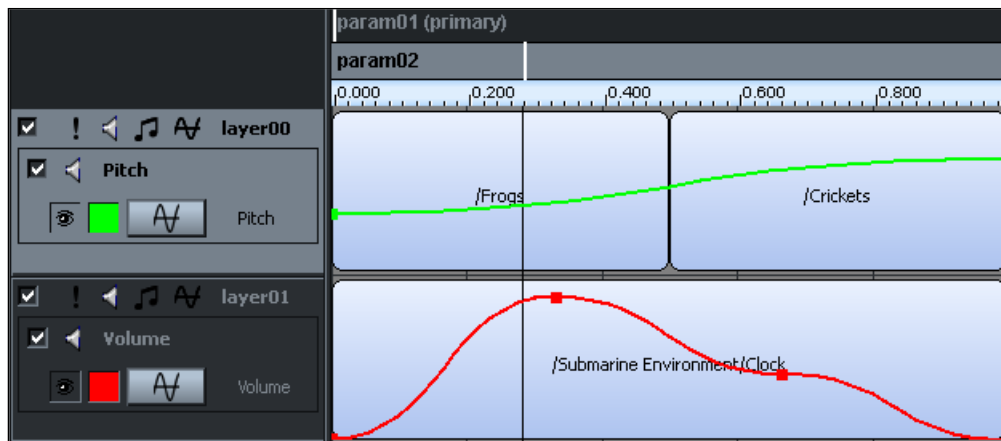 param01 (primary)
param02
0.000 0.200 0.400 0.600 0.800
! layer00
Pitch
/Frogs
/Crickets
Pitch
! layer01
Volume
/Submarine Environment/Clock
Volume